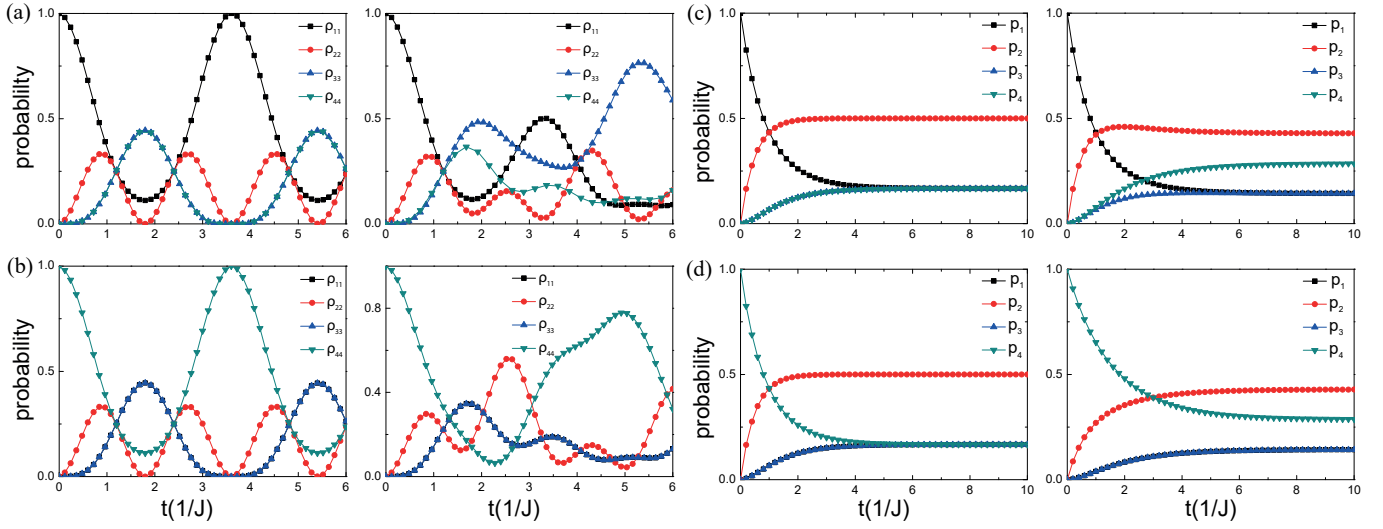 (a)
probability
1.0
0.5
0.0
0 1 2 3 4 5 6
ρ11
ρ22
ρ33
ρ44
1.0
0.5
0.0
0 1 2 3 4 5 6
ρ11
ρ22
ρ33
ρ44
(c)
probability
1.0
0.5
0.0
0 2 4 6 8 10
p1
p2
p3
p4
1.0
0.5
0.0
0 2 4 6 8 10
p1
p2
p3
p4
(b)
probability
1.0
0.5
0.0
0 1 2 3 4 5 6
t(1/J)
ρ11
ρ22
ρ33
ρ44
0.8
0.4
0.0
0 1 2 3 4 5 6
t(1/J)
ρ11
ρ22
ρ33
ρ44
(d)
probability
1.0
0.5
0.0
0 2 4 6 8 10
t(1/J)
p1
p2
p3
p4
1.0
0.5
0.0
0 2 4 6 8 10
t(1/J)
p1
p2
p3
p4